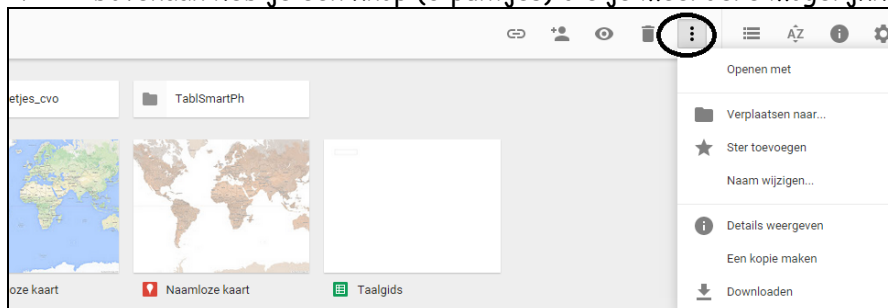 Openen met
etjes_cvo
TablSmartPh
Verplaatsen naar...
Ster toevoegen
Naam wijzigen...
Details weergeven
Een kopie maken
oze kaart
Naamloze kaart
Taalgids
Downloaden